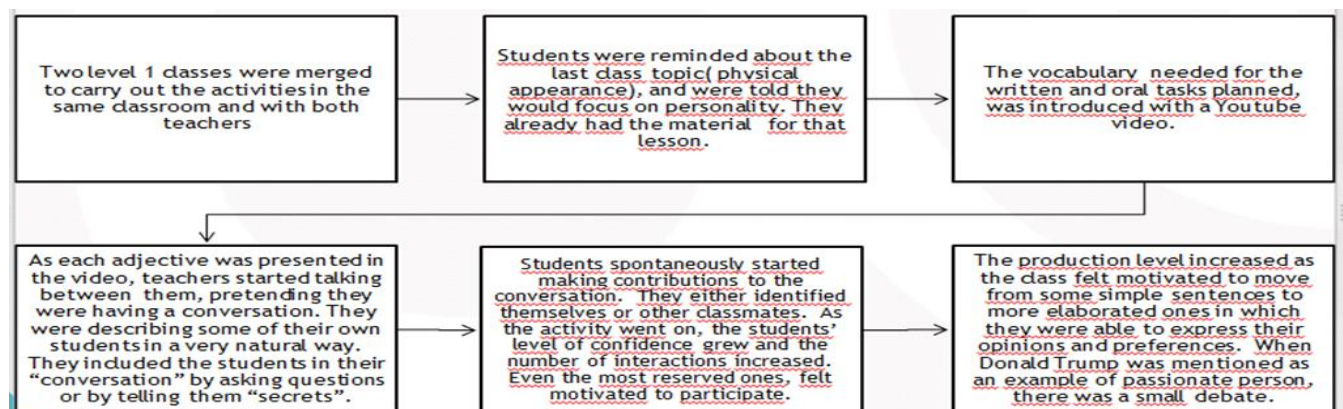 Two level 1 classes were merged
to carry out the activities in the
same classroom and with both
teachers
Students were reminded about the
last class topic( physical
appearance), and were told they
would focus on personality. They
already had the material for that
lesson.
The vocabulary needed for the
written and oral tasks planned,
was introduced with a Youtube
video.
As each adjective was presented in
the video, teachers started talking
between them, pretending they
were having a conversation. They
were describing some of their own
students in a very natural way.
They included the students in their
“conversation” by asking questions
or by telling them “secrets”.
Students spontaneously started
making contributions to the
conversation. They either identified
themselves or other classmates. As
the activity went on, the students’
level of confidence grew and the
number of interactions increased.
Even the most reserved ones, felt
motivated to participate.
The production level increased as
the class felt motivated to move
from some simple sentences to
more elaborated ones in which
they were able to express their
opinions and preferences. When
Donald Trump was mentioned as
an example of passionate person,
there was a small debate.